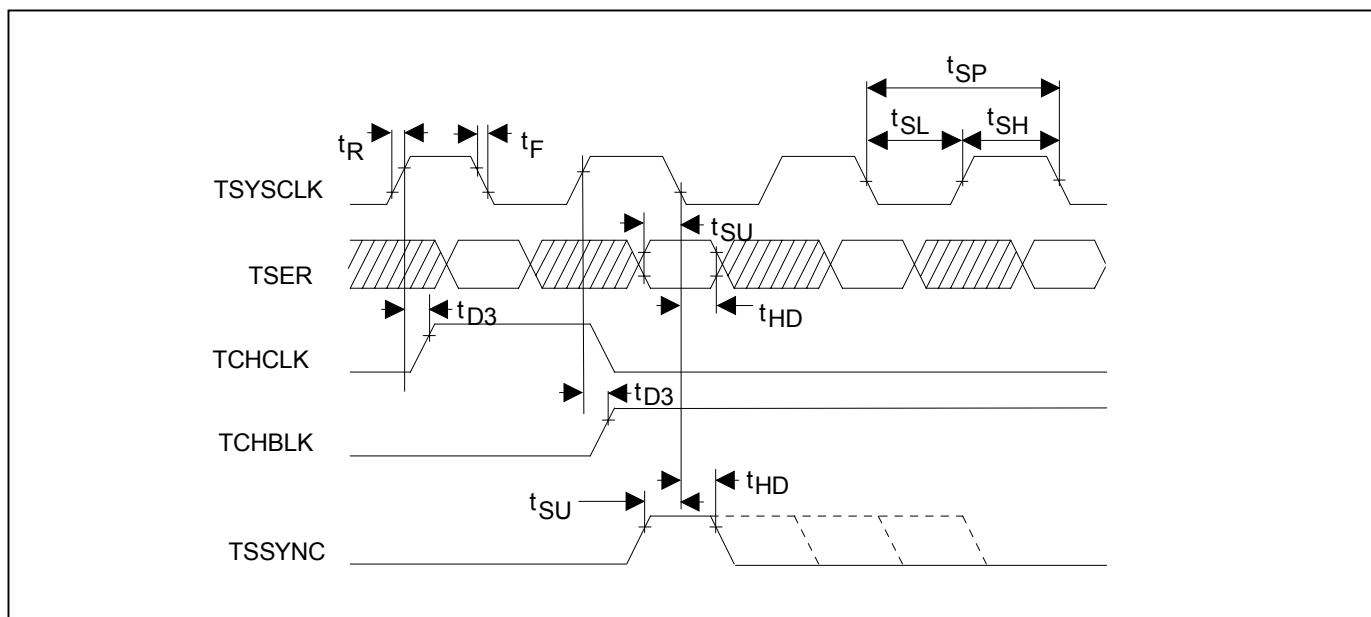 tSP
tSL tSH
tR tF
TSYSCLK
tSU
TSER
tD3 tHD
TCHCLK
tD3
TCHBLK
tSU tHD
TSSYNC